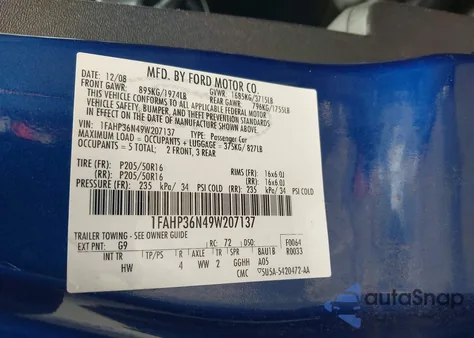 MFD. BY FORD MOTOR CO.
12/08
FRONT GAWR: 895KG/1974LB
GVWR: 1685KG/3715LB
REAR GAWR: 796KG/1755LB
THIS VEHICLE CONFORMS TO ALL APPLICABLE FEDERAL MOTOR
VEHICLE SAFETY, BUMPER, AND THEFT PREVENTION STANDARDS
IN EFFECT ON THE DATE OF MANUFACTURE SHOWN ABOVE.
VIN: 1FAHP36N49W207137 TYPE: Passenger Car
MAXIMUM LOAD = OCCUPANTS + LUGGAGE = 375KG/ 827LB
OCCUPANTS = 5 TOTAL: 2 FRONT, 3 REAR
TIRE (FR): P205/50R16 RIMS (FR): 16x6.0J
(RR): P205/50R16 (RR): 16x6.0J
PRESSURE (FR): 235 kPa/ 34 PSI COLD (RR): 235 kPa/ 34 PSI COLD
1FAHP36N49W207137
TRAILER TOWING - SEE OWNER GUIDE
EXT PNT: G9 RC: 72 DSO: F0064
TP/PS R AXLE TR SPR BAU1B R0033
HW 4 WW 2 GGHH A05
CMC 5U5A-5420472-AA
autoSnap